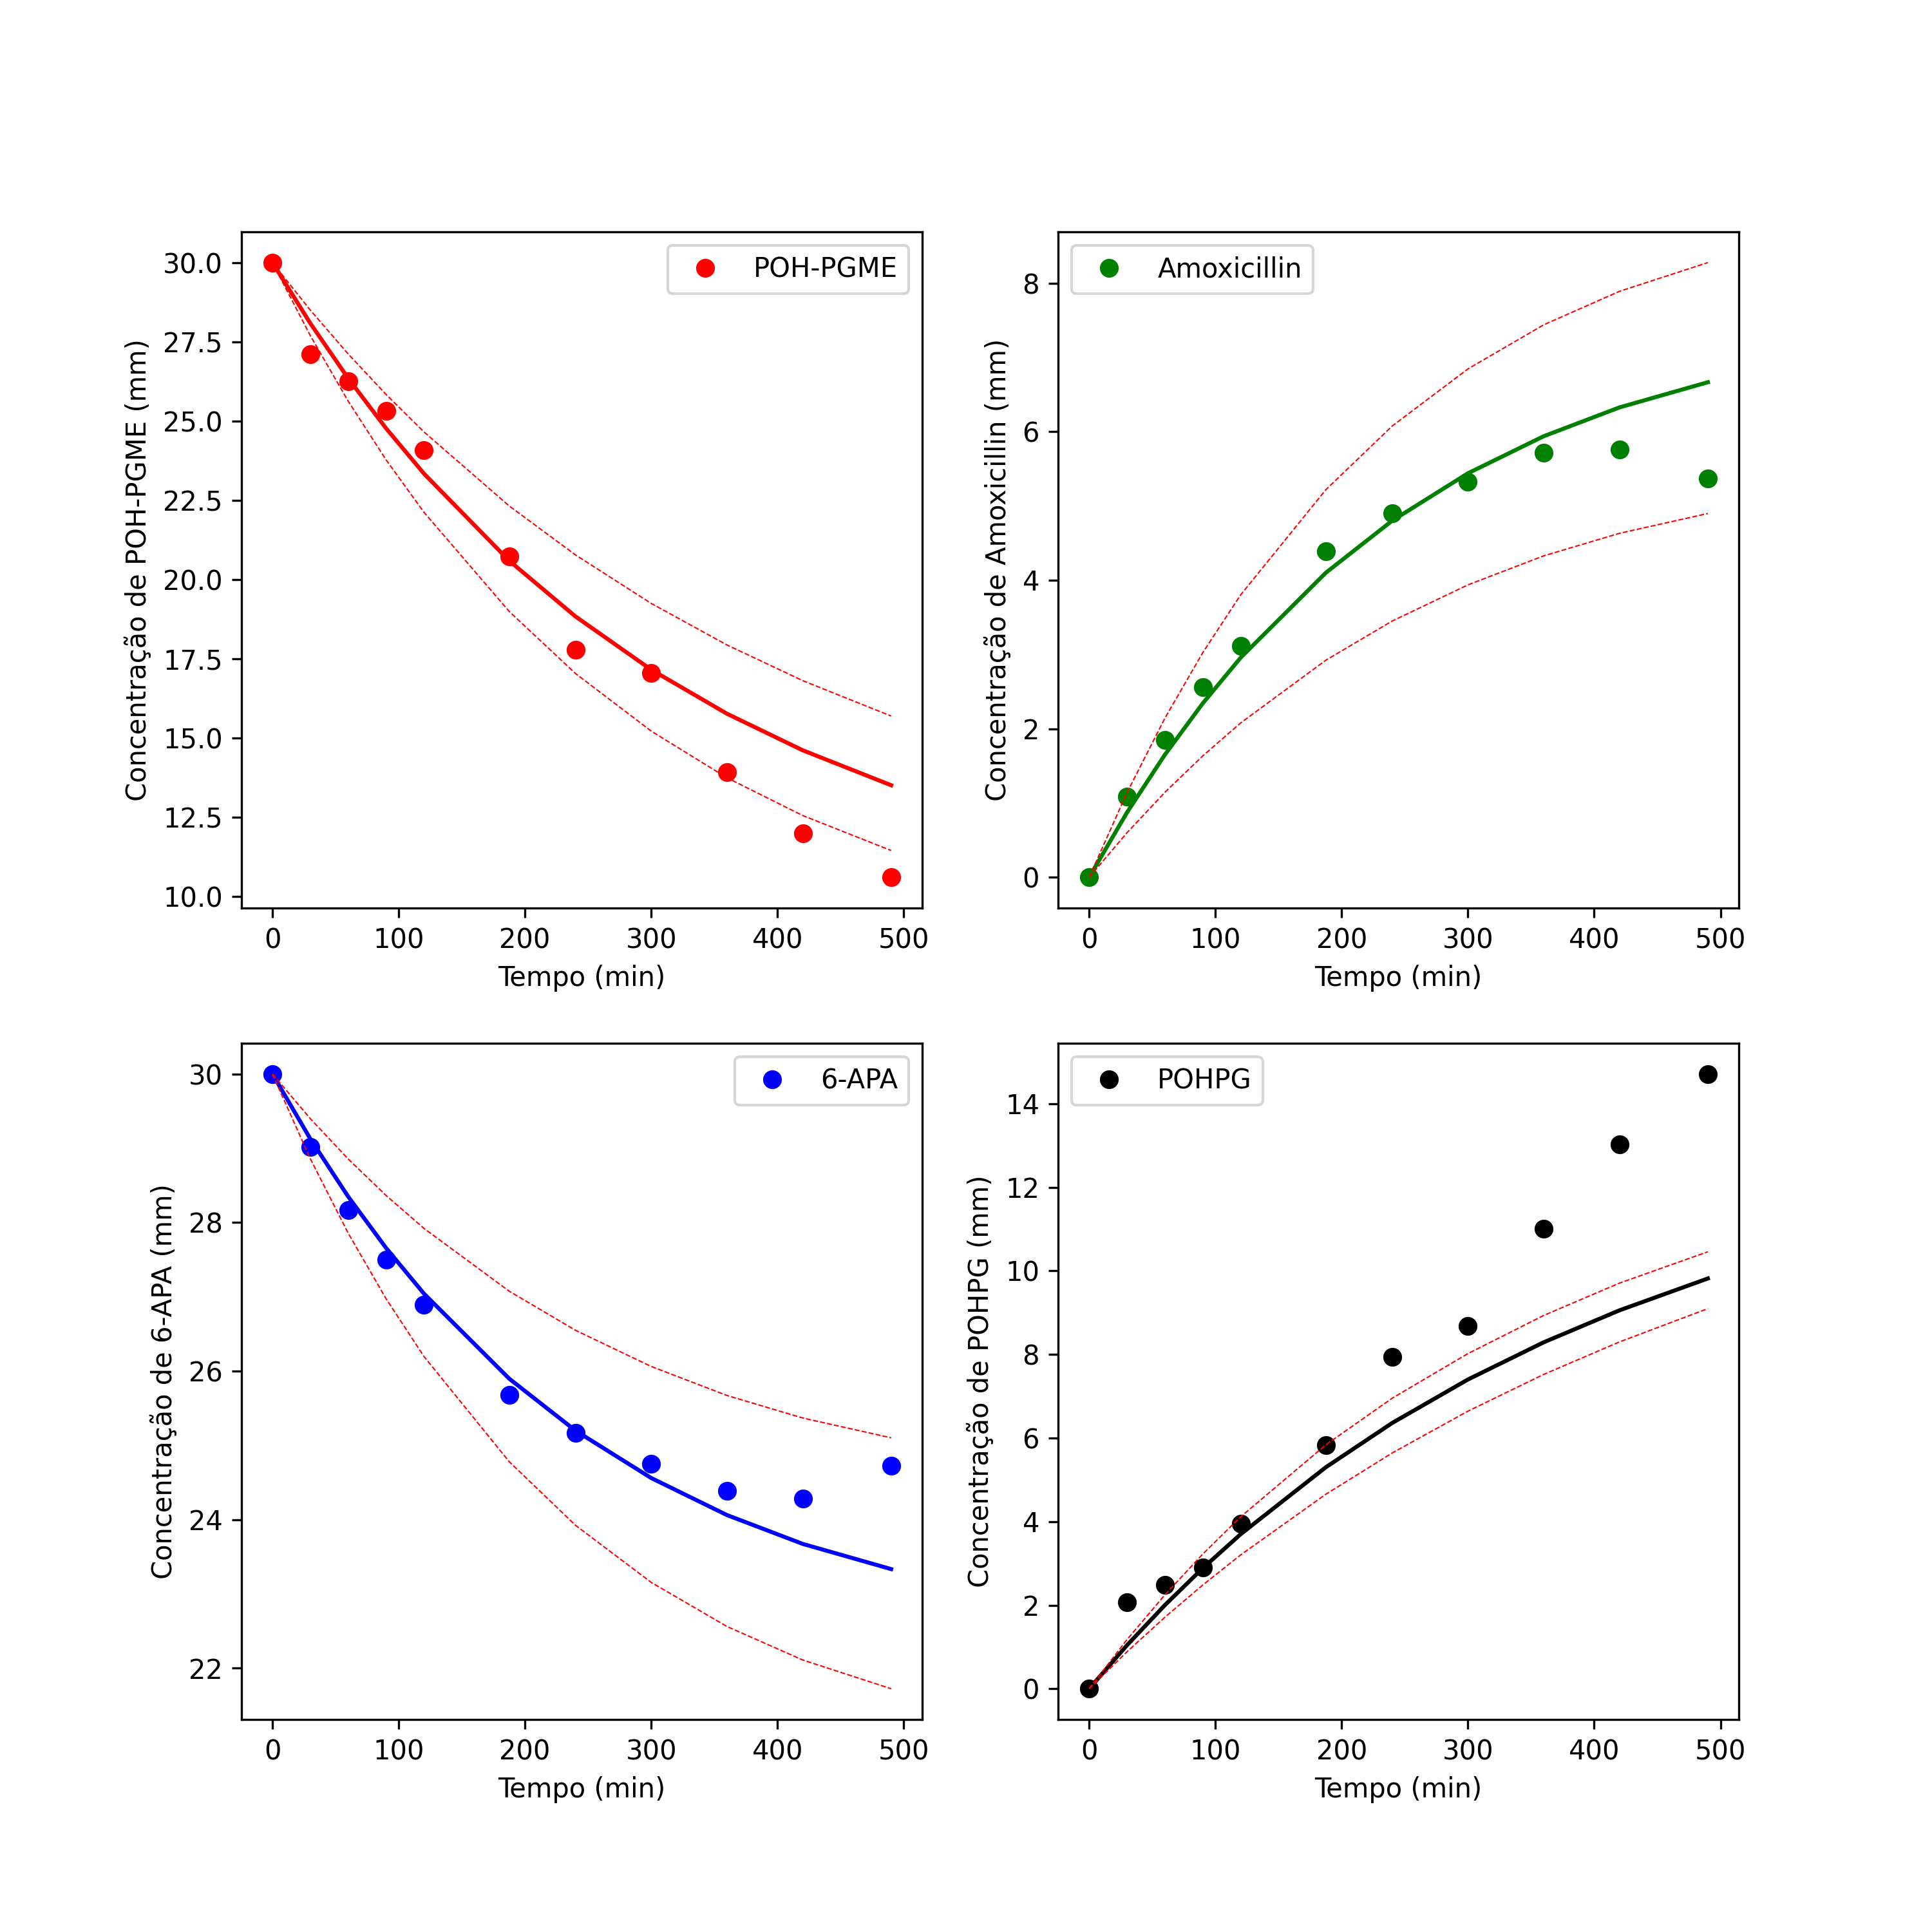 POH-PGME
30.0
27.5
25.0
22.5
20.0
17.5
15.0
12.5
10.0
Concentração de POH-PGME (mm)
0 100 200 300 400 500
Tempo (min)
Amoxicillin
8
6
4
2
0
Concentração de Amoxicillin (mm)
0 100 200 300 400 500
Tempo (min)
6-APA
30
28
26
24
22
Concentração de 6-APA (mm)
0 100 200 300 400 500
Tempo (min)
POHPG
14
12
10
8
6
4
2
0
Concentração de POHPG (mm)
0 100 200 300 400 500
Tempo (min)